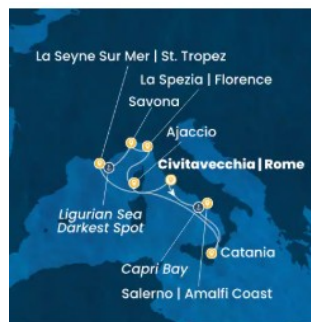 La Seyne Sur Mer | St. Tropez
La Spezia | Florence
Savona
Ajaccio
Civitavecchia | Rome
Ligurian Sea
Darkest Spot
Catania
Capri Bay
Salerno | Amalfi Coast